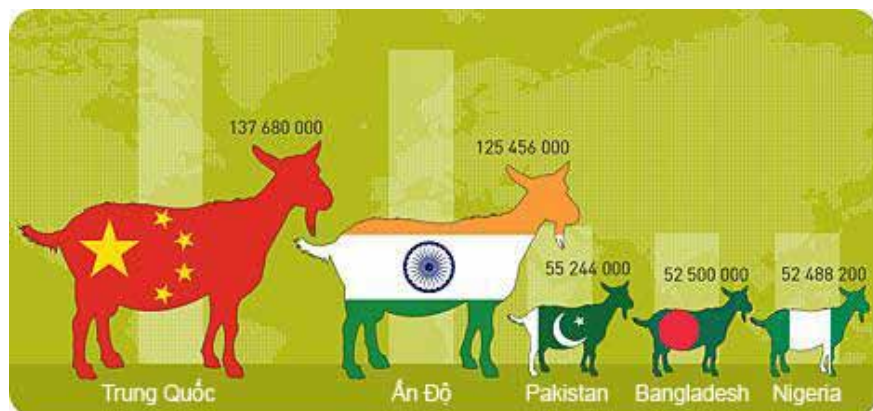 137 680 000
125 456 000
55 244 000
52 500 000
52 488 200
Trung Quốc
Ấn Độ
Pakistan
Bangladesh
Nigeria